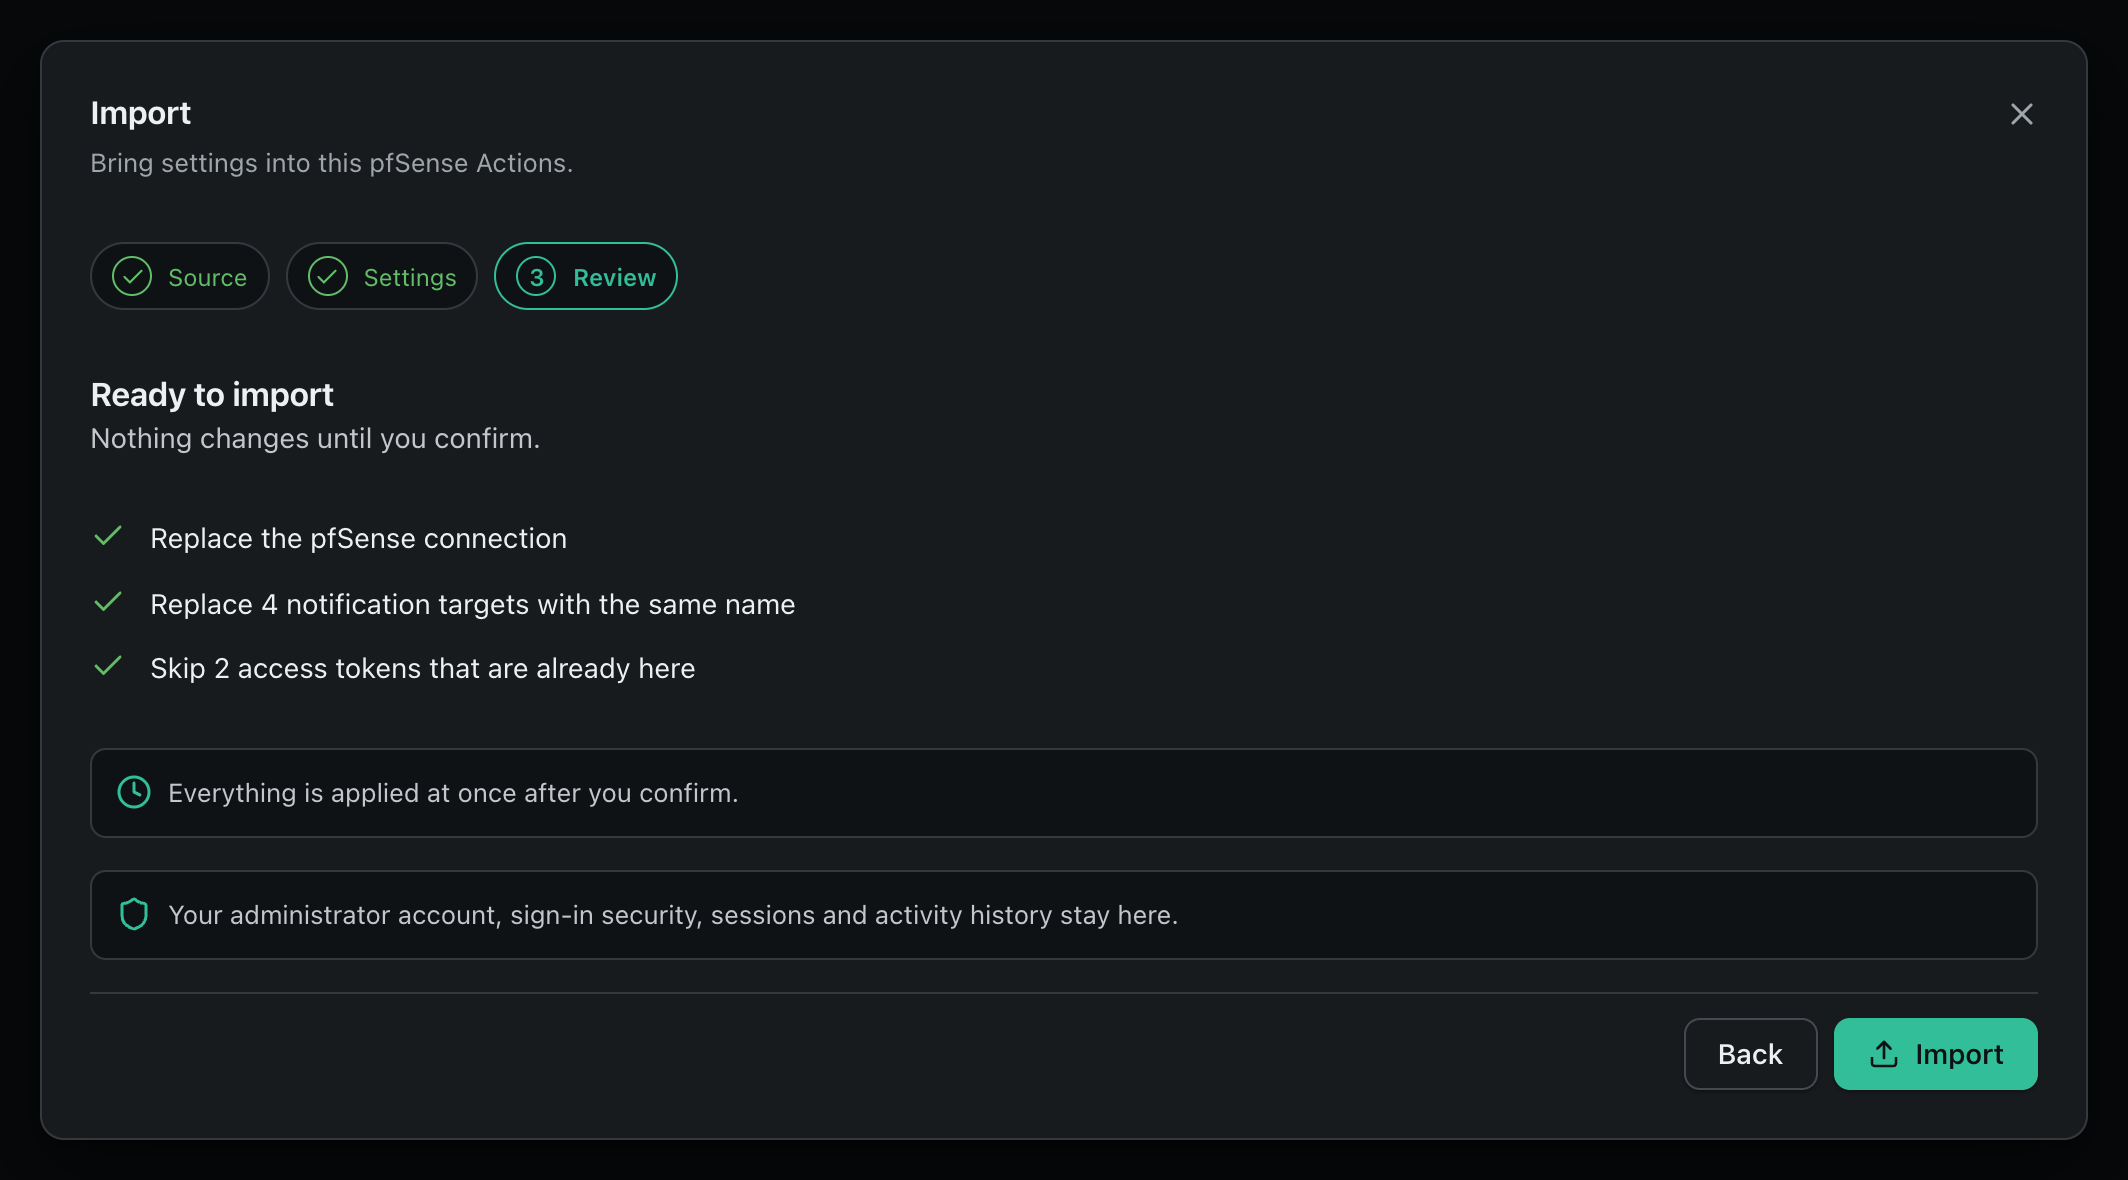 Import
Bring settings into this pfSense Actions.
Source
Settings
3 Review
Ready to import
Nothing changes until you confirm.
Replace the pfSense connection
Replace 4 notification targets with the same name
Skip 2 access tokens that are already here
Everything is applied at once after you confirm.
Your administrator account, sign-in security, sessions and activity history stay here.
Back
Import